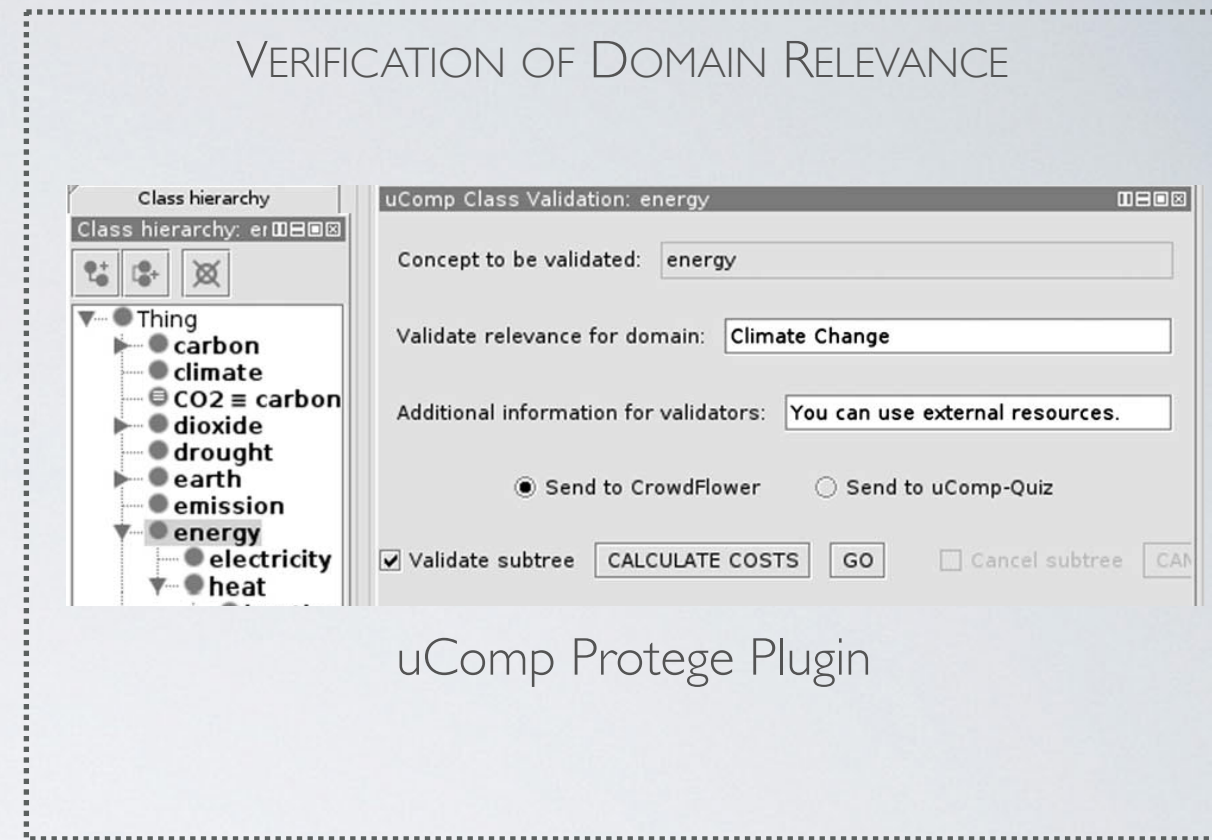 VERIFICATION OF DOMAIN RELEVANCE
Class hierarchy
Class hierarchy: er
Thing
carbon
climate
CO2 ≡ carbon
dioxide
drought
earth
emission
energy
electricity
heat
uComp Class Validation: energy
Concept to be validated: energy
Validate relevance for domain: Climate Change
Additional information for validators: You can use external resources.
Send to CrowdFlower Send to uComp-Quiz
Validate subtree CALCULATE COSTS GO Cancel subtree CAN
uComp Protege Plugin